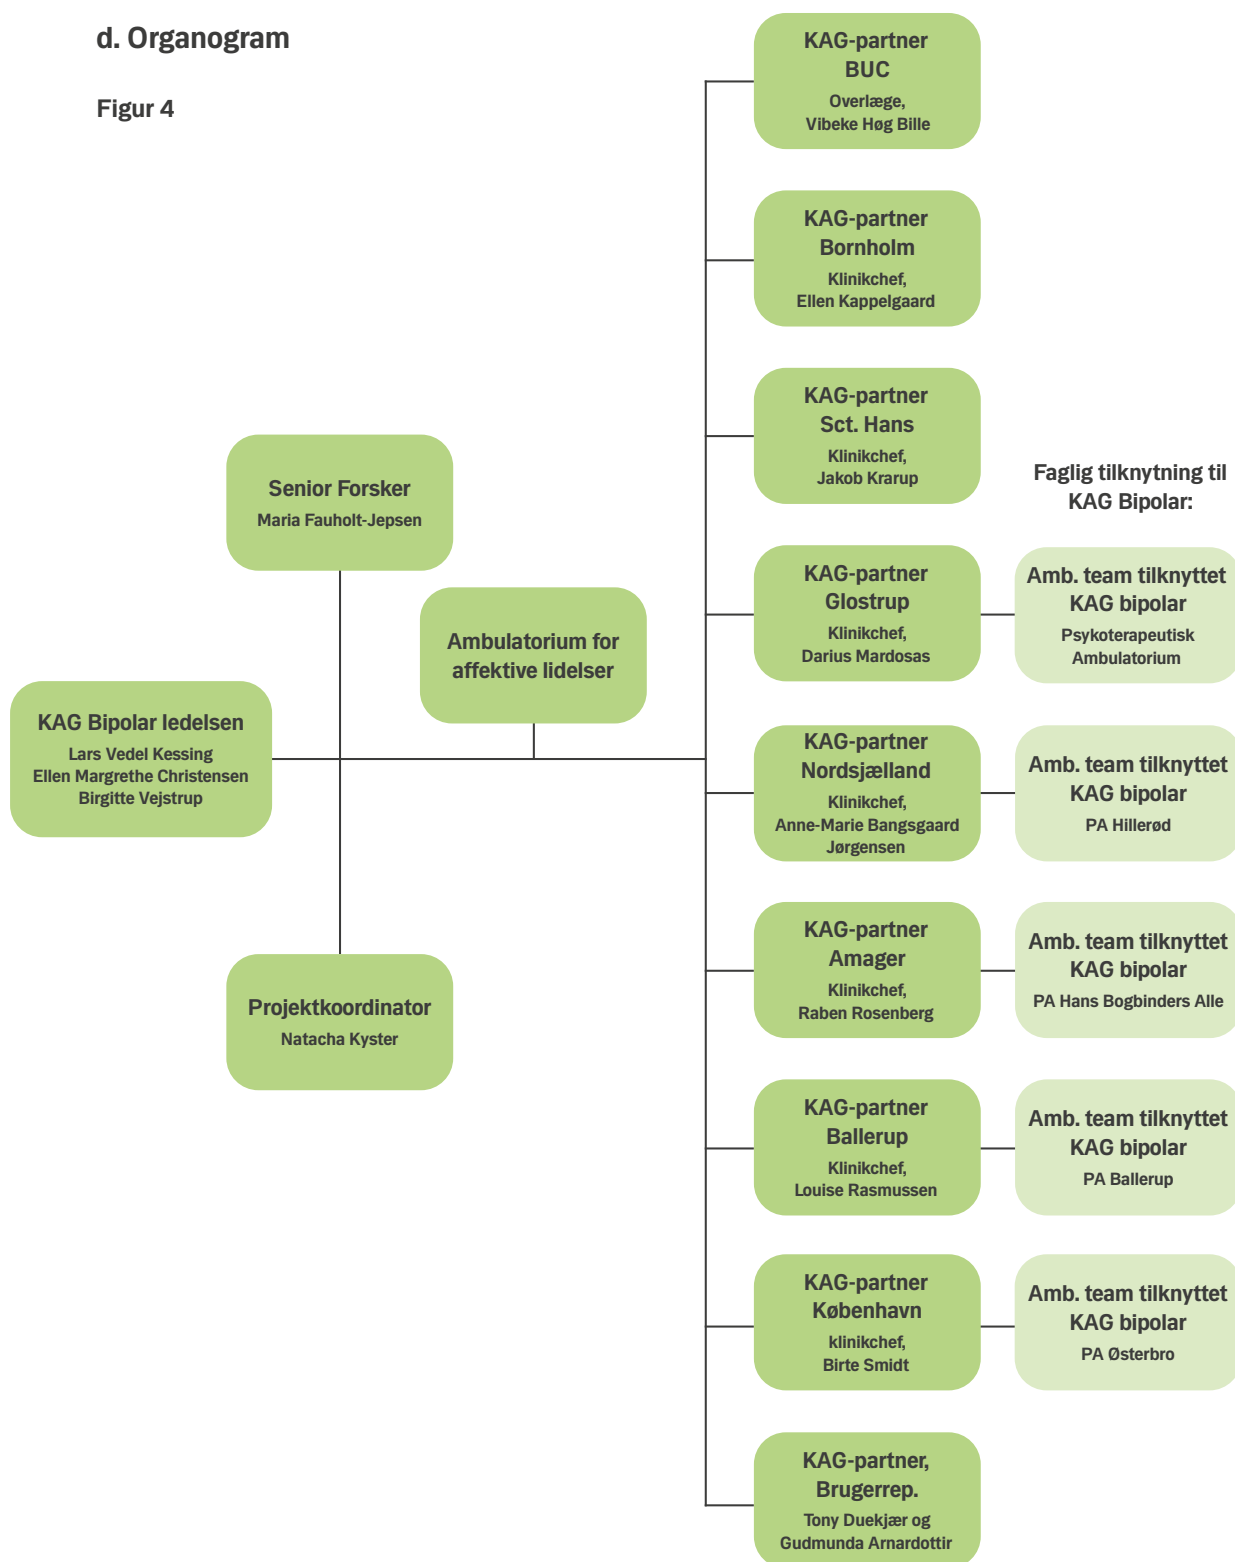 d. Organogram
Figur 4
KAG-partner
BUC
Overlæge,
Vibeke Høg Bille
KAG-partner
Bornholm
Klinikchef,
Ellen Kappelgaard
KAG-partner
Sct. Hans
Klinikchef,
Jakob Krarup
Senior Forsker
Maria Fauholt-Jepsen
Faglig tilknytning til
KAG Bipolar:
KAG-partner
Glostrup
Klinikchef,
Darius Mardosas
Amb. team tilknyttet
KAG bipolar
Psykoterapeutisk
Ambulatorium
Ambulatorium for
affektive lidelser
KAG Bipolar ledelsen
Lars Vedel Kessing
Ellen Margrethe Christensen
Birgitte Vejstrup
KAG-partner
Nordsjælland
Klinikchef,
Anne-Marie Bangsgaard
Jørgensen
Amb. team tilknyttet
KAG bipolar
PA Hillerød
KAG-partner
Amager
Klinikchef,
Raben Rosenberg
Amb. team tilknyttet
KAG bipolar
PA Hans Bogbinders Alle
Projektkoordinator
Natacha Kyster
KAG-partner
Ballerup
Klinikchef,
Louise Rasmussen
Amb. team tilknyttet
KAG bipolar
PA Ballerup
KAG-partner
København
klinikchef,
Birte Smidt
Amb. team tilknyttet
KAG bipolar
PA Østerbro
KAG-partner,
Brugerrep.
Tony Duekjær og
Gudmunda Arnardottir